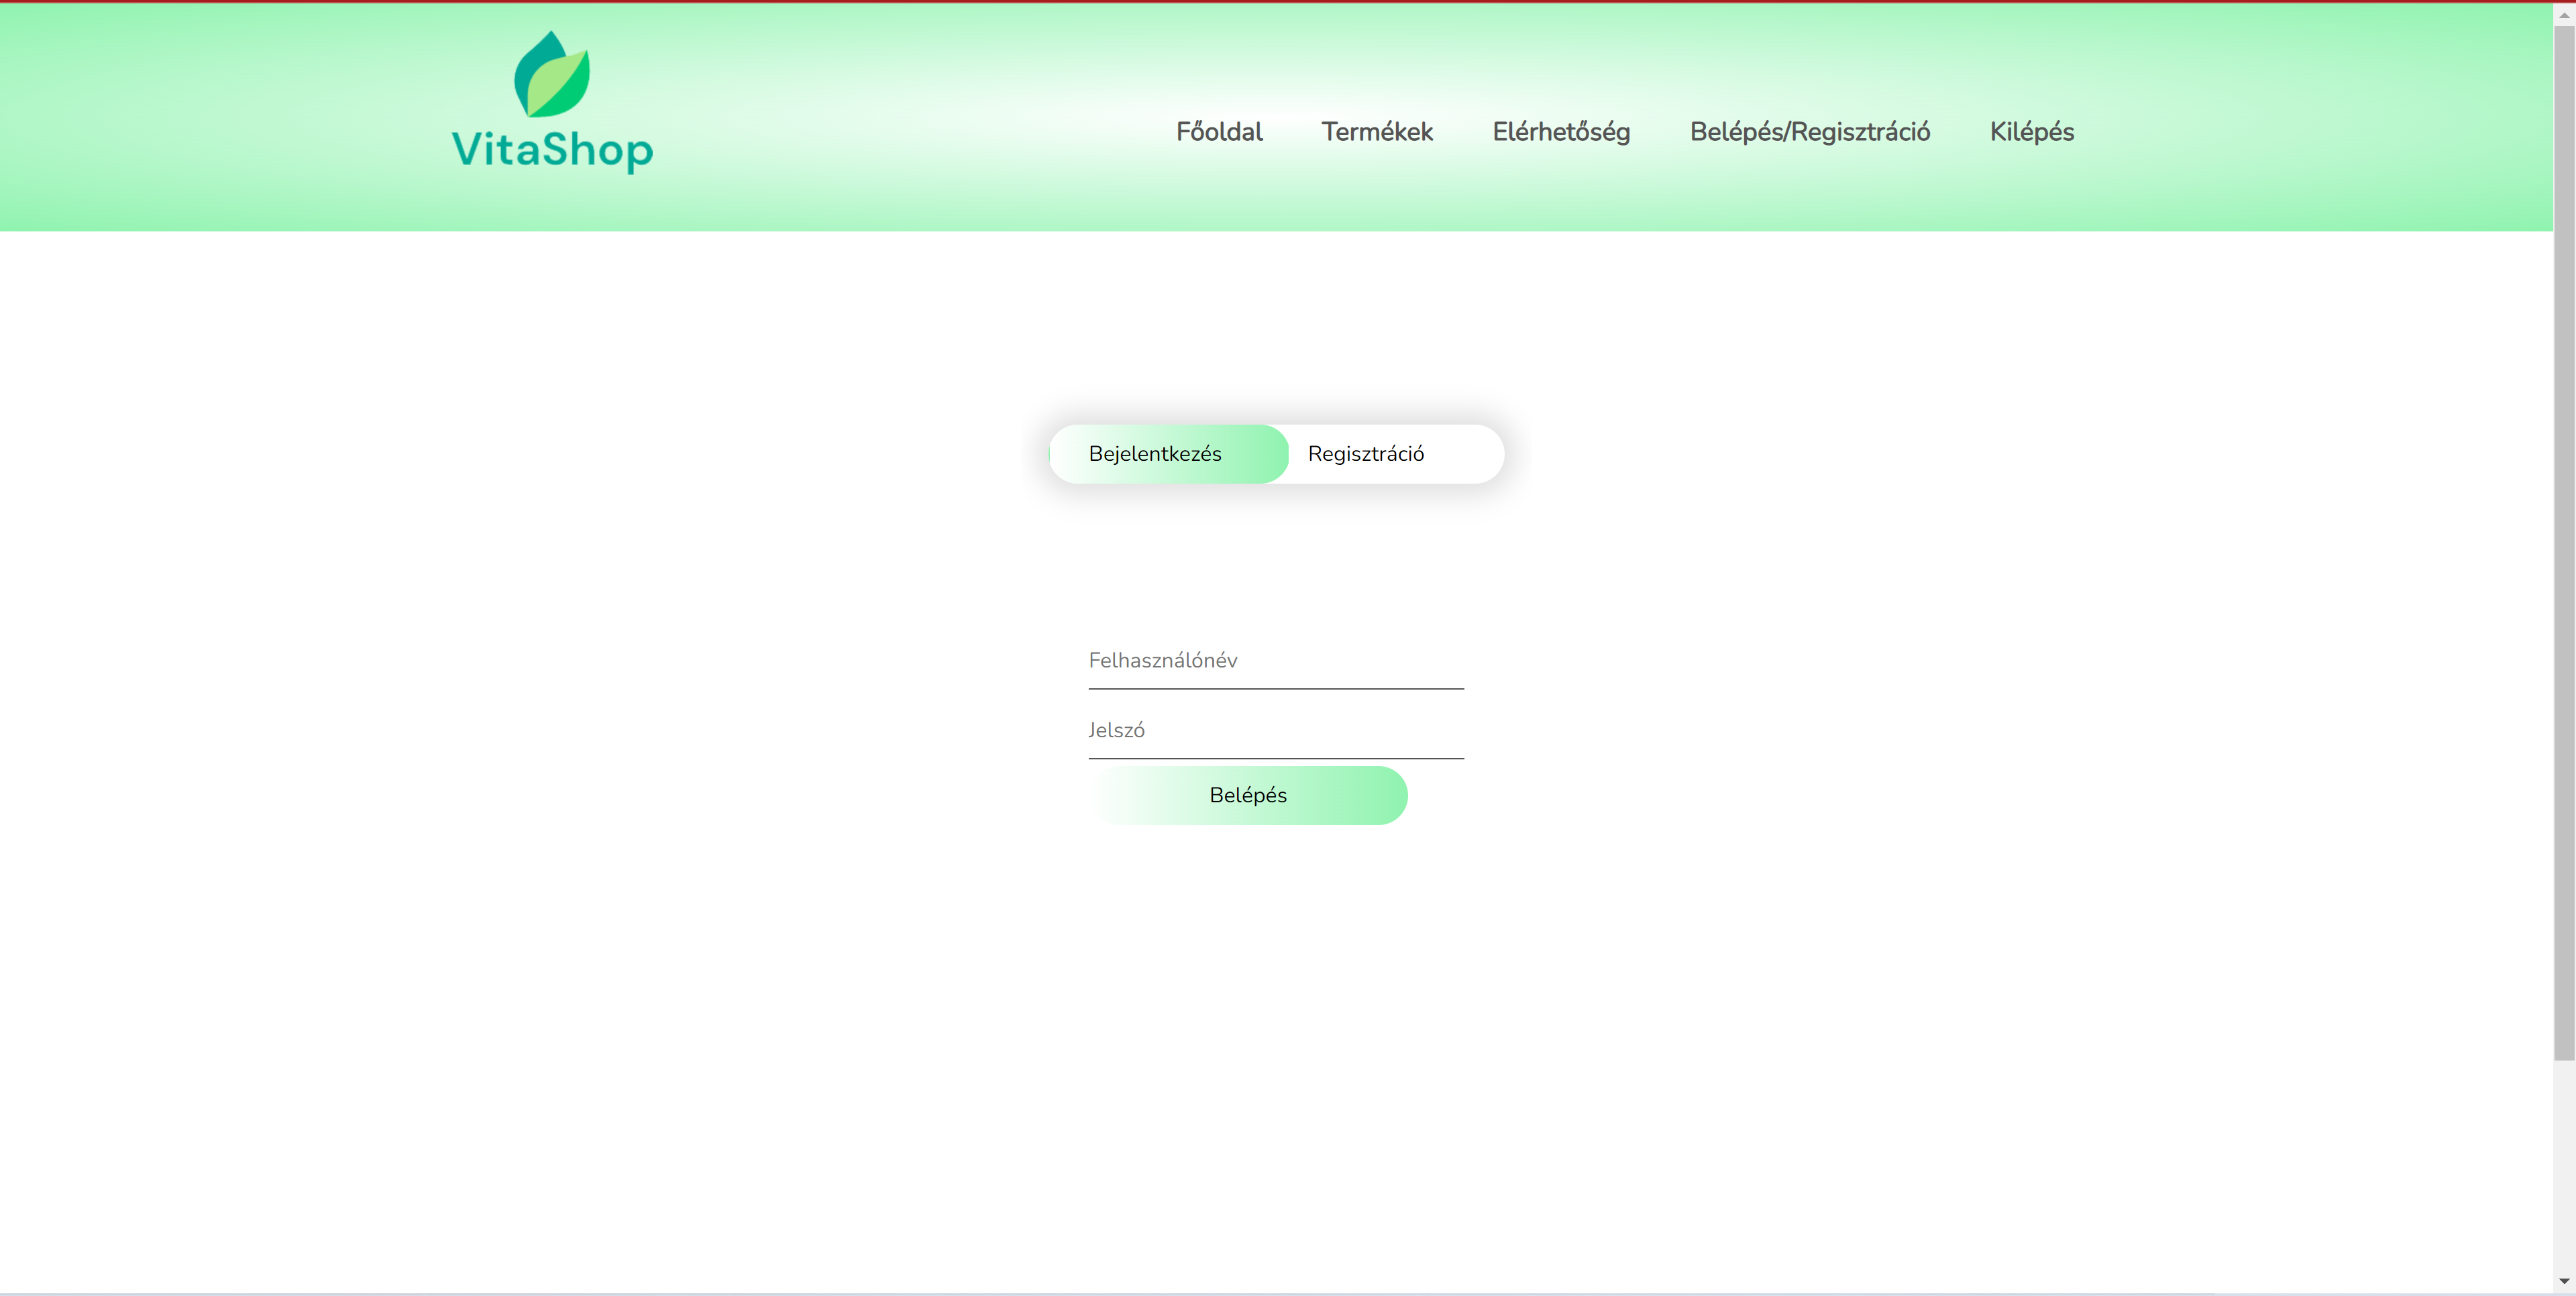 VitaShop
Főoldal Termékek Elérhetőség Belépés/Regisztráció Kilépés
Bejelentkezés Regisztráció
Felhasználónév
Jelszó
Belépés